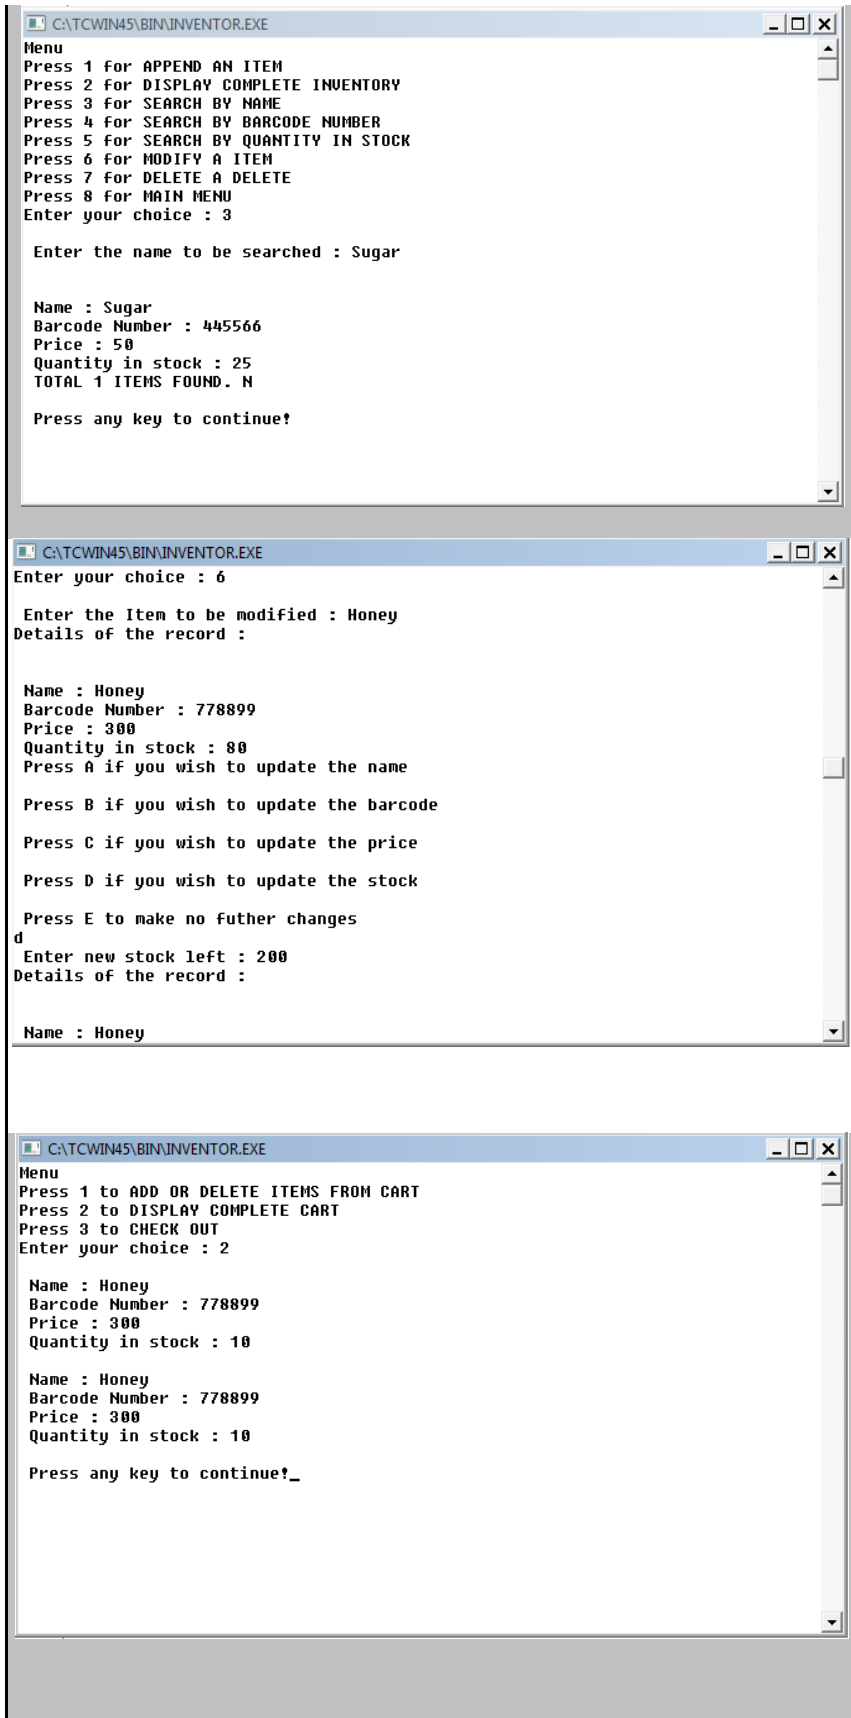 C:\TCWIN45\BIN\INVENTOR.EXE
Menu
Press 1 for APPEND AN ITEM
Press 2 for DISPLAY COMPLETE INVENTORY
Press 3 for SEARCH BY NAME
Press 4 for SEARCH BY BARCODE NUMBER
Press 5 for SEARCH BY QUANTITY IN STOCK
Press 6 for MODIFY A ITEM
Press 7 for DELETE A DELETE
Press 8 for MAIN MENU
Enter your choice : 3
Enter the name to be searched : Sugar
Name : Sugar
Barcode Number : 445566
Price : 50
Quantity in stock : 25
TOTAL 1 ITEMS FOUND. N
Press any key to continue!
C:\TCWIN45\BIN\INVENTOR.EXE
Enter your choice : 6
Enter the Item to be modified : Honey
Details of the record :
Name : Honey
Barcode Number : 778899
Price : 300
Quantity in stock : 80
Press A if you wish to update the name
Press B if you wish to update the barcode
Press C if you wish to update the price
Press D if you wish to update the stock
Press E to make no futher changes
d
Enter new stock left : 200
Details of the record :
Name : Honey
C:\TCWIN45\BIN\INVENTOR.EXE
Menu
Press 1 to ADD OR DELETE ITEMS FROM CART
Press 2 to DISPLAY COMPLETE CART
Press 3 to CHECK OUT
Enter your choice : 2
Name : Honey
Barcode Number : 778899
Price : 300
Quantity in stock : 10
Name : Honey
Barcode Number : 778899
Price : 300
Quantity in stock : 10
Press any key to continue!_